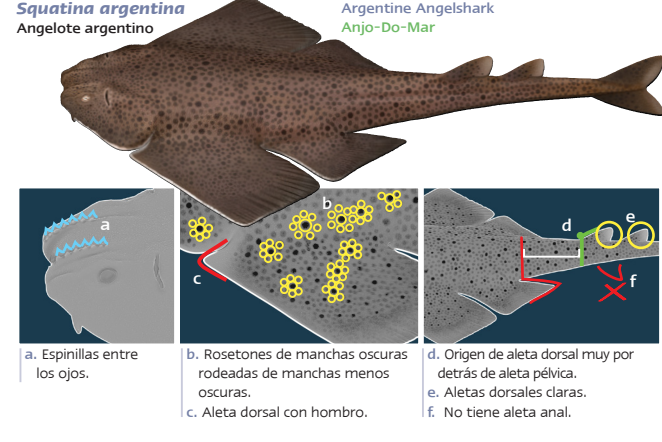 Squatina argentina
Argentine Angelshark
Angelote argentino
Anjo-Do-Mar
a
b
c
d
e
f
a. Espinillas entre
los ojos.
b. Rosetones de manchas oscuras
rodeadas de manchas menos
oscuras.
c. Aleta dorsal con hombro.
d. Origen de aleta dorsal muy por
detrás de aleta pélvica.
e. Aletas dorsales claras.
f. No tiene aleta anal.